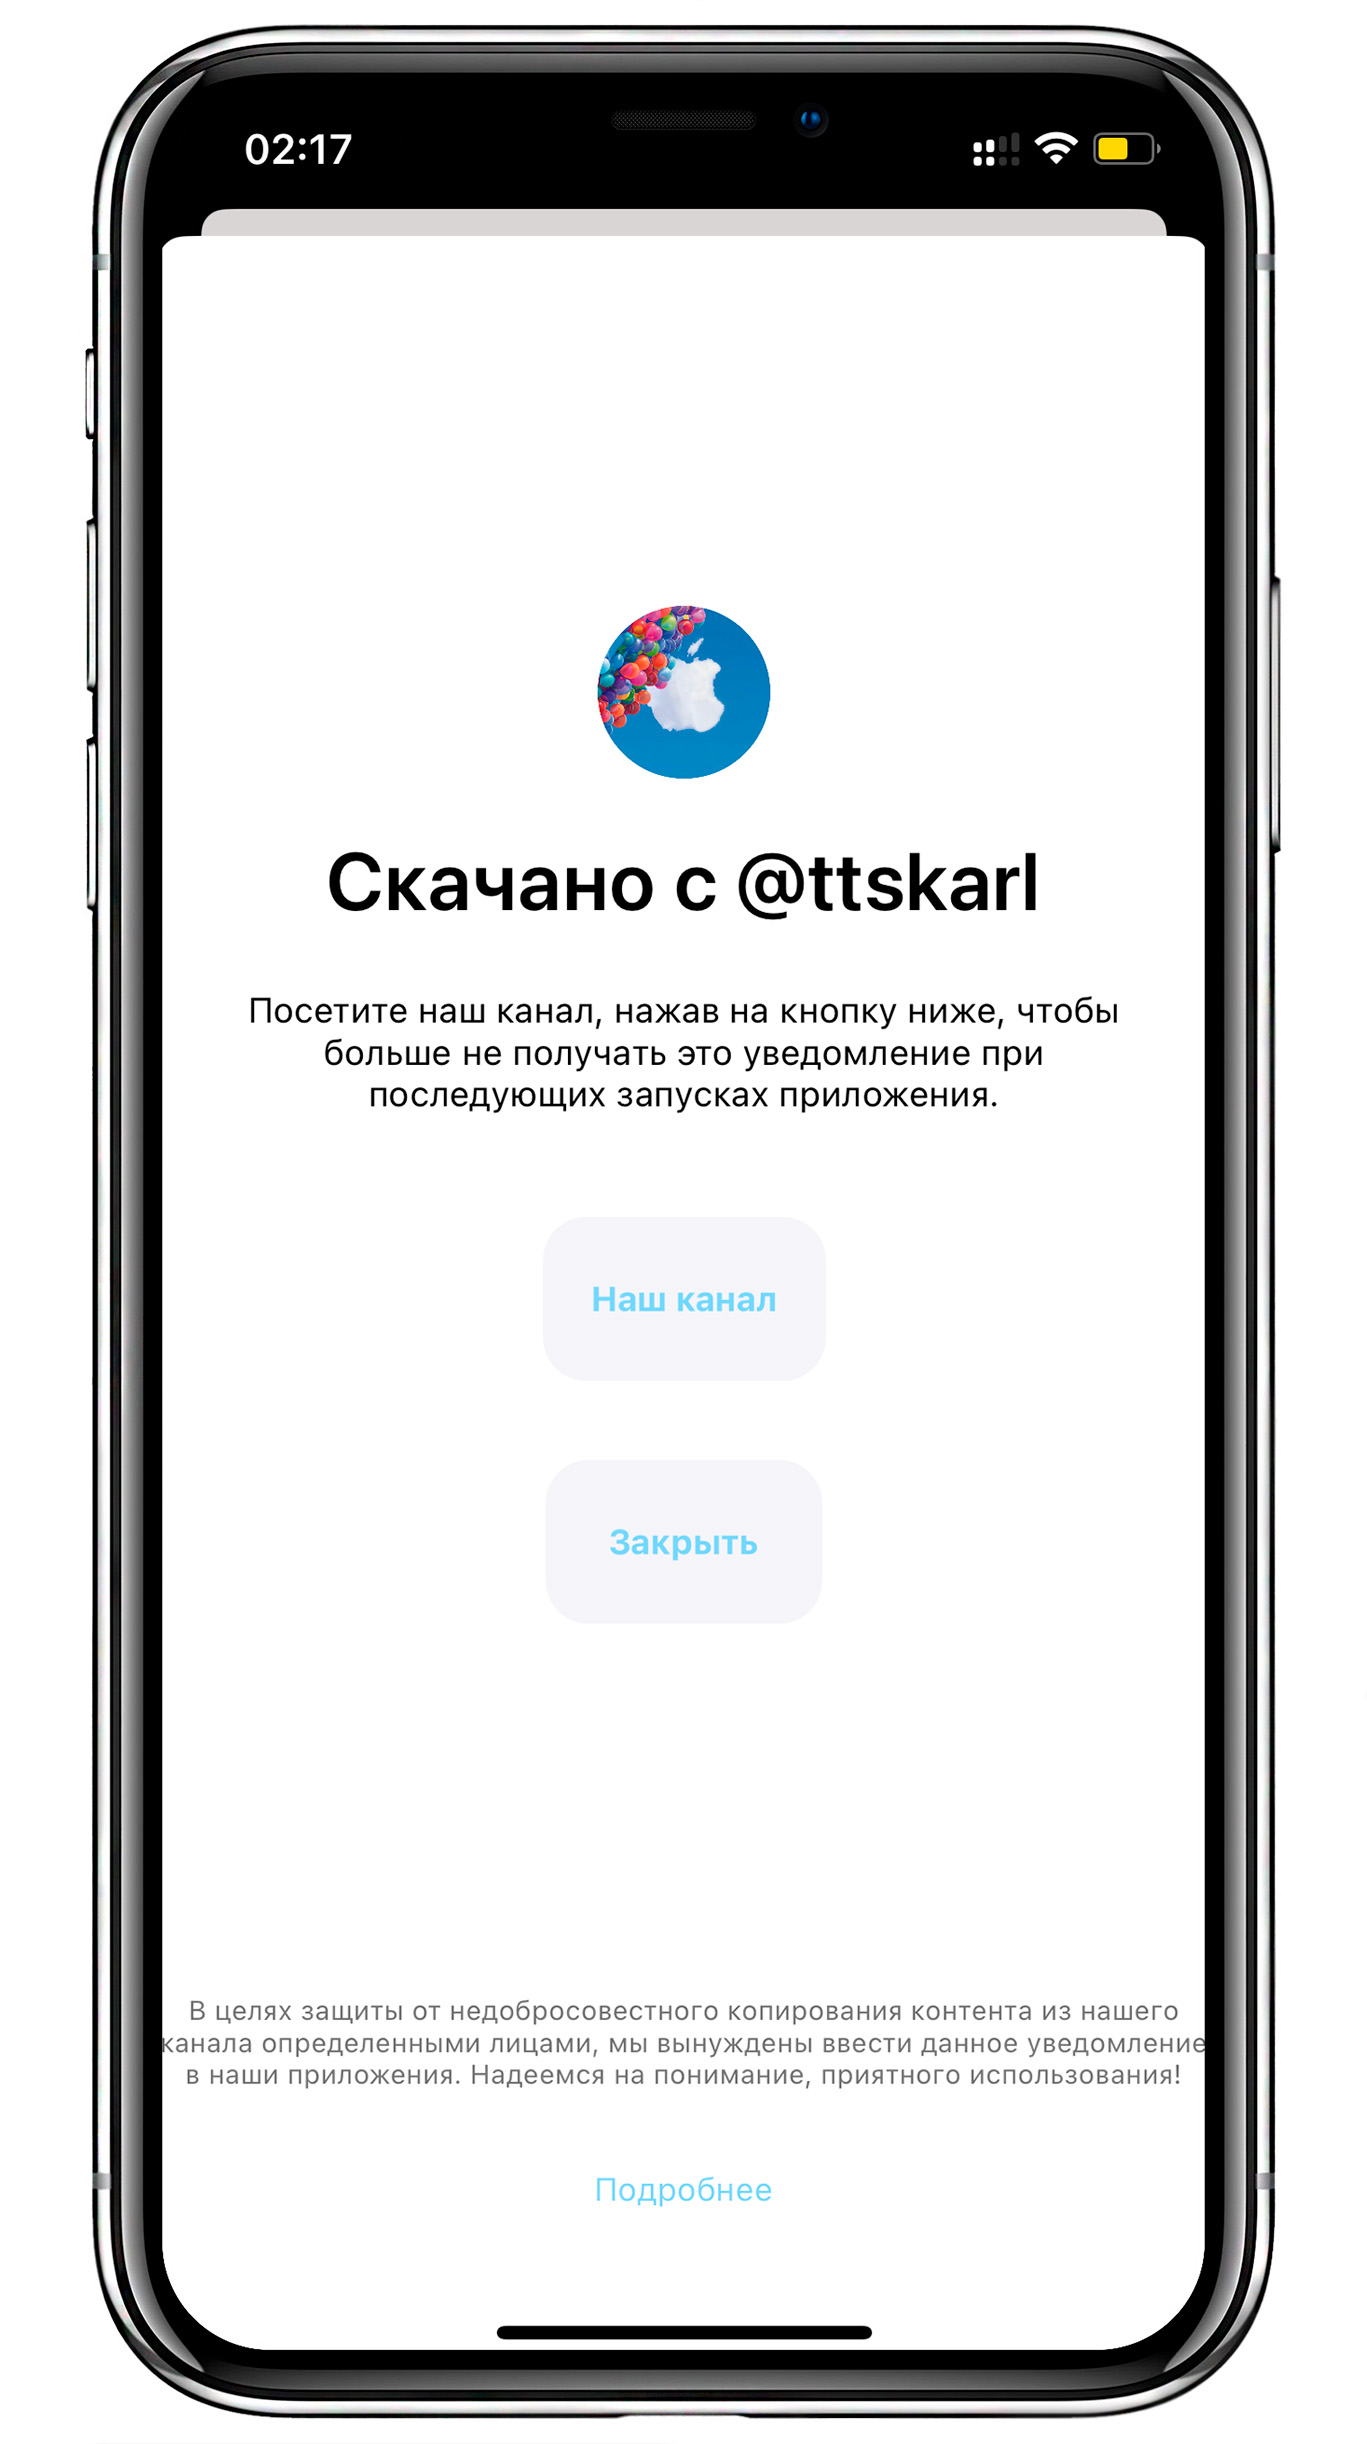 02:17
Скачано с @ttskarl
Посетите наш канал, нажав на кнопку ниже, чтобы
больше не получать это уведомление при
последующих запусках приложения.
Наш канал
Закрыть
В целях защиты от недобросовестного копирования контента из нашего
канала определенными лицами, мы вынуждены ввести данное уведомление
в наши приложения. Надеемся на понимание, приятного использования!
Подробнее